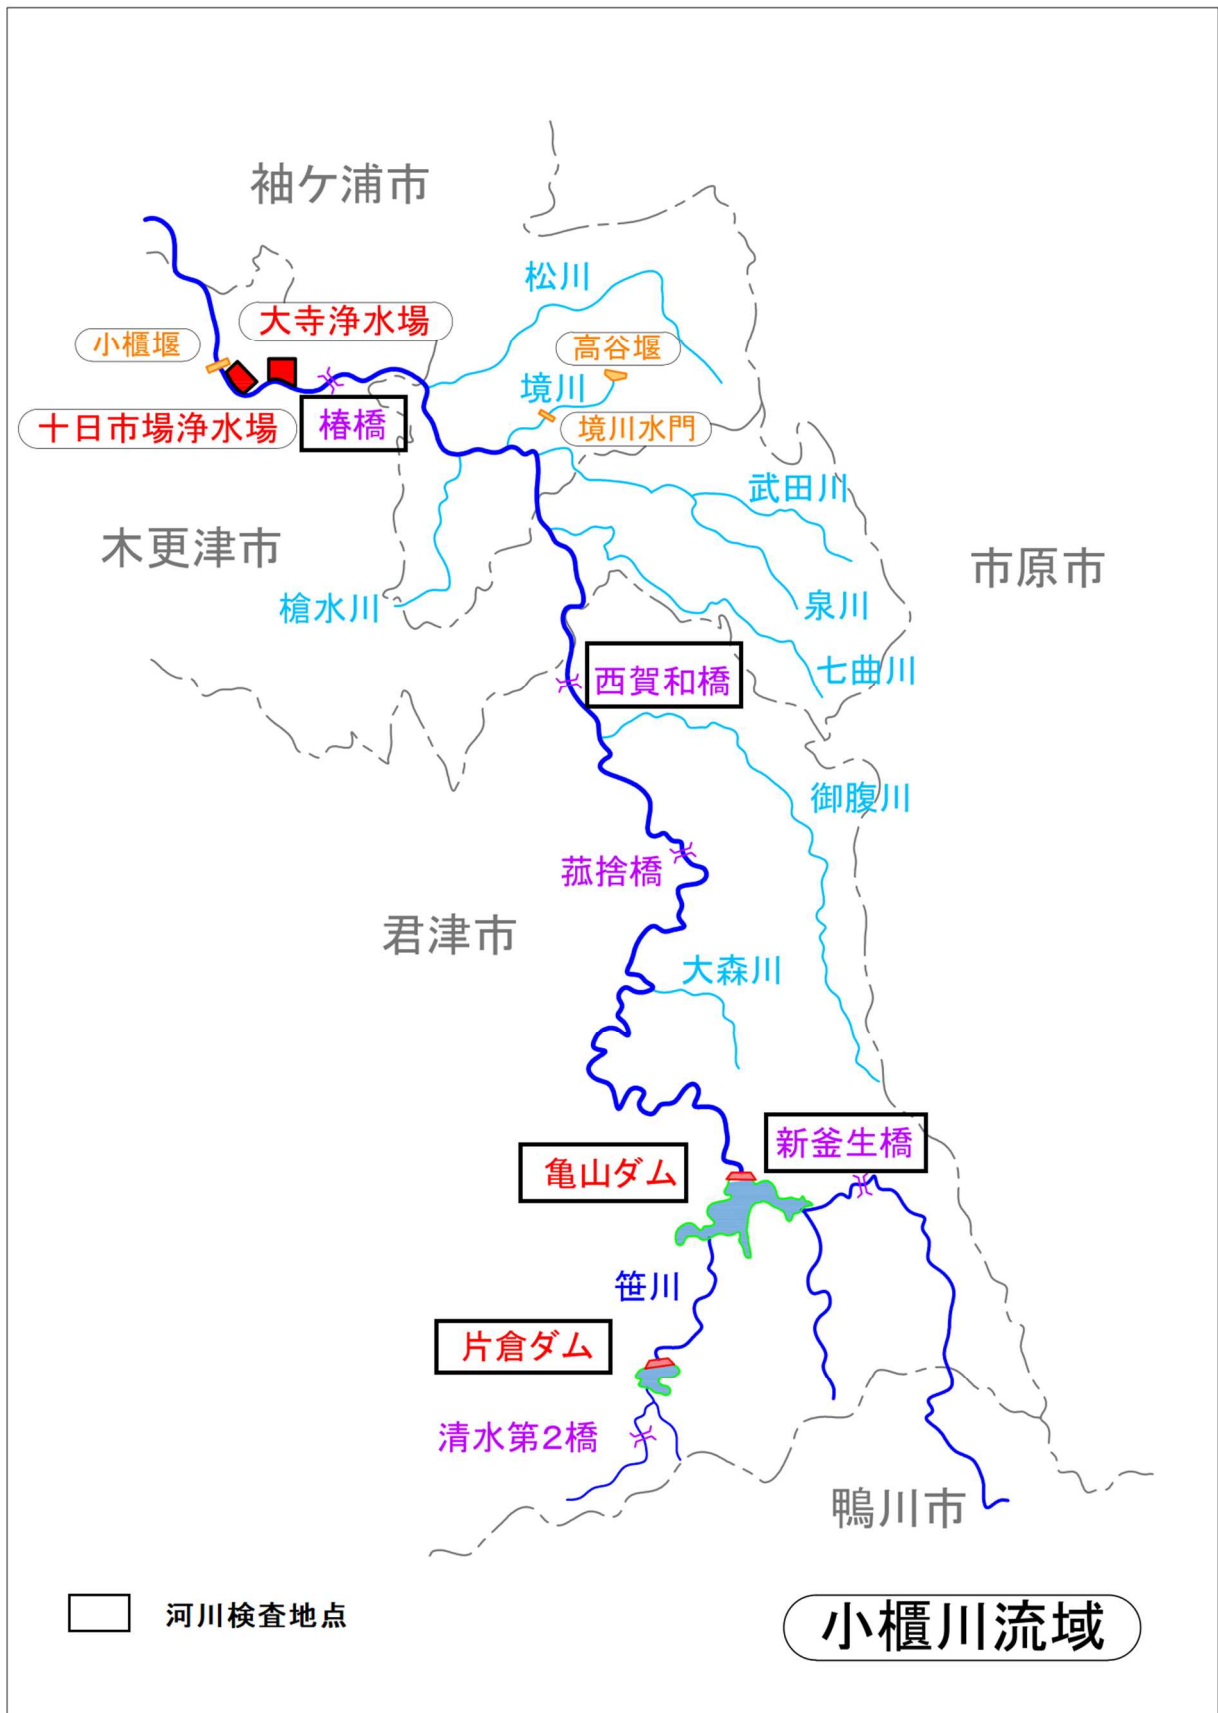 袖ケ浦市
松川
大寺浄水場
小櫃堰
高谷堰
境川
十日市場浄水場
椿橋
境川水門
武田川
木更津市
市原市
槍水川
泉川
七曲川
西賀和橋
御腹川
菰捨橋
君津市
大森川
新釜生橋
亀山ダム
笹川
片倉ダム
清水第2橋
鴨川市
河川検査地点
小櫃川流域